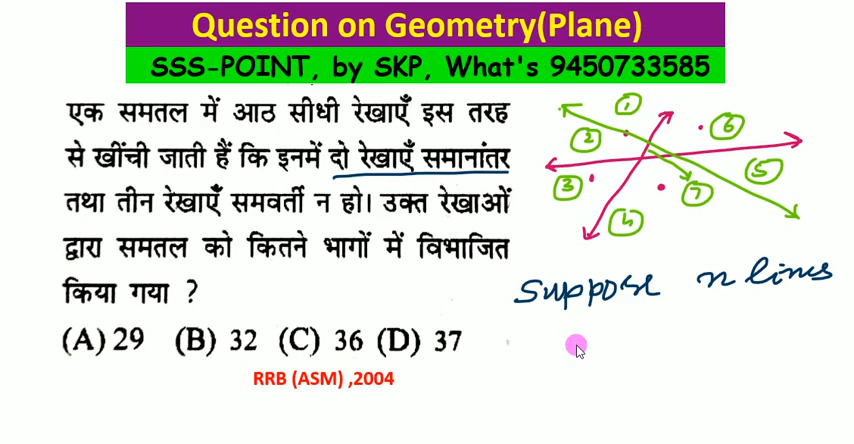 Question on Geometry(Plane)
SSS-POINT, by SKP, What's 9450733585
एक समतल में आठ सीधी रेखाएँ इस तरह
से खींची जाती हैं कि इनमें दो रेखाएँ समानांतर
तथा तीन रेखाएँ समवर्ती न हो। उक्त रेखाओं
द्वारा समतल को कितने भागों में विभाजित
किया गया ?
(A) 29 (B) 32 (C) 36 (D) 37
RRB (ASM) ,2004
1
2
6
3
5
7
4
Suppose n lines